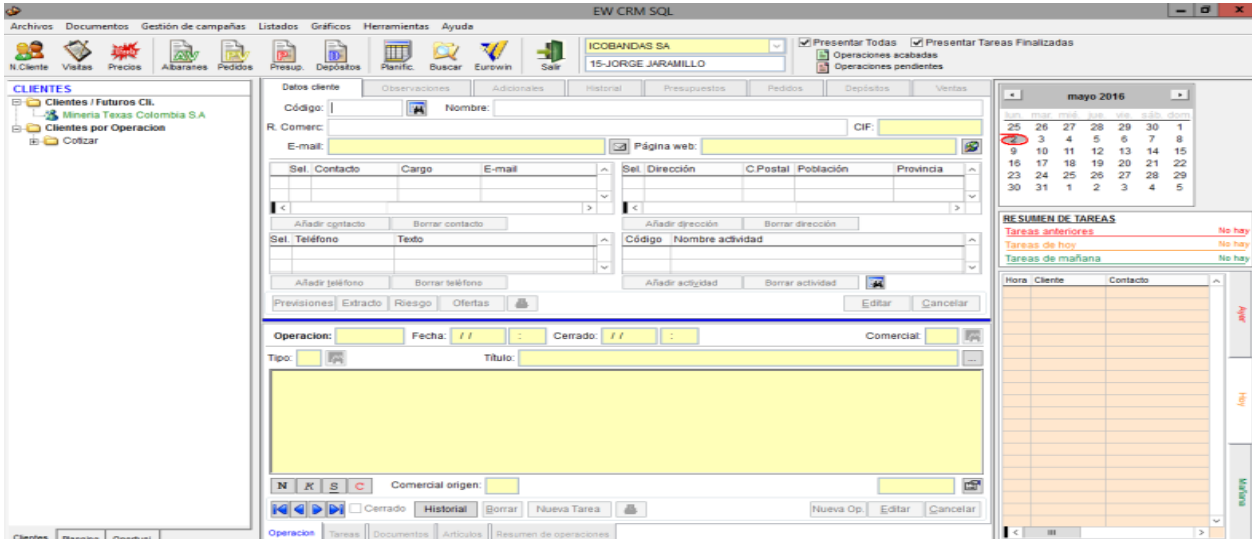 EW CRM SQL
Archivos Documentos Gestión de campañas Listados Gráficos Herramientas Ayuda
N.Cliente Visitas Precios Albaranes Pedidos Presup. Depósitos Planific. Buscar Eurowin Salir
ICOBANDAS SA
15-JORGE JARAMILLO
Presentar Todas Presentar Tareas Finalizadas
Operaciones acabadas
Operaciones pendientes
CLIENTES
Clientes / Futuros Cli.
Mineria Texas Colombia S.A
Clientes por Operacion
Cotizar
Datos cliente Observaciones Adicionales Historial Presupuestos Pedidos Depósitos Ventas
Código: Nombre:
R. Comerc: CIF:
E-mail: Página web:
Sel. Contacto Cargo E-mail
Sel. Dirección C.Postal Población Provincia
Añadir contacto Borrar contacto Añadir dirección Borrar dirección
Sel. Teléfono Texto
Código Nombre actividad
Añadir teléfono Borrar teléfono Añadir actividad Borrar actividad
Previsiones Extracto Riesgo Ofertas Editar Cancelar
Operacion: Fecha: / / : Cerrado: / / : Comercial:
Tipo: Título: ...
N K S C Comercial origen:
Cerrado Historial Borrar Nueva Tarea Nueva Op. Editar Cancelar
Operacion Tareas Documentos Artículos Resumen de operaciones
mayo 2016
lun. mar. mié. jue. vie. sáb. dom.
25 26 27 28 29 30 1
2 3 4 5 6 7 8
9 10 11 12 13 14 15
16 17 18 19 20 21 22
23 24 25 26 27 28 29
30 31 1 2 3 4 5
RESUMEN DE TAREAS
Tareas anteriores No hay
Tareas de hoy No hay
Tareas de mañana No hay
Hora Cliente Contacto
Ayer
Hoy
Mañana